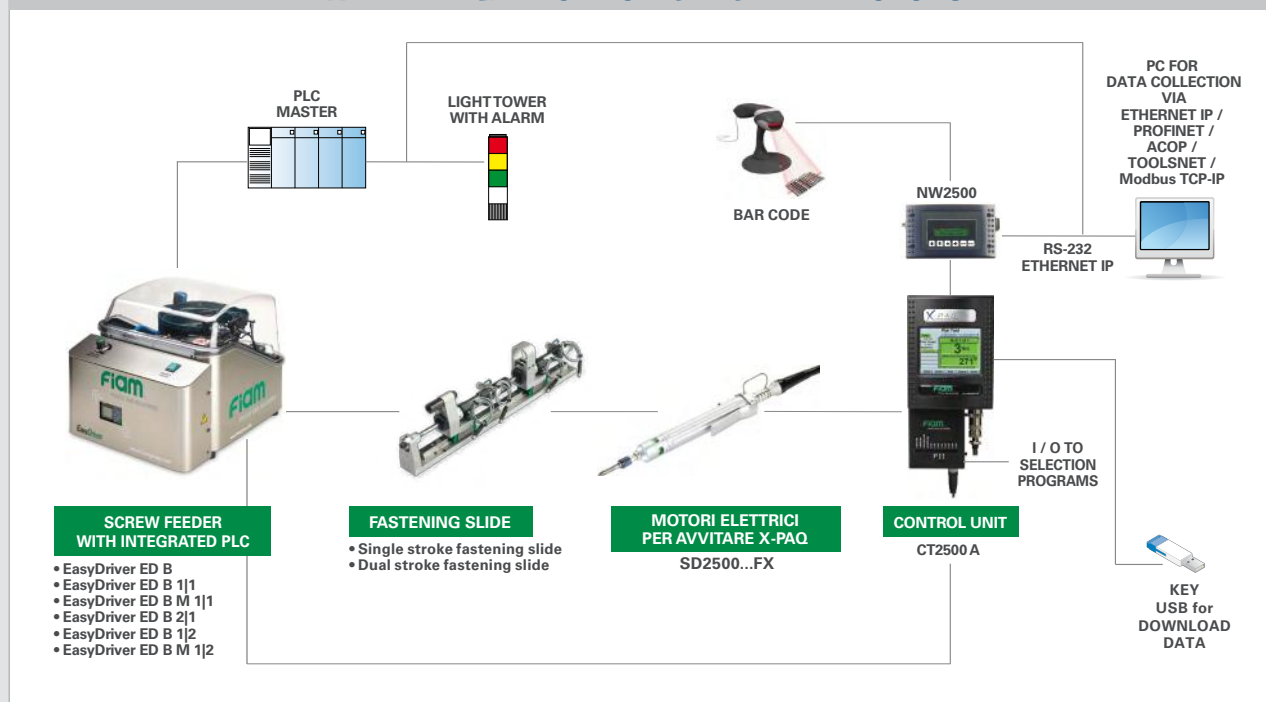 PLC
MASTER
LIGHT TOWER
WITH ALARM
BAR CODE
NW2500
PC FOR
DATA COLLECTION
VIA
ETHERNET IP /
PROFINET /
ACOP /
TOOLSNET /
Modbus TCP-IP
RS-232
ETHERNET IP
FIAM
FIAM
EasyDriver
X-PAQ
3
271
FIAM
FIAM
I / O TO
SELECTION
PROGRAMS
SCREW FEEDER
WITH INTEGRATED PLC
• EasyDriver ED B
• EasyDriver ED B 1|1
• EasyDriver ED B M 1|1
• EasyDriver ED B 2|1
• EasyDriver ED B 1|2
• EasyDriver ED B M 1|2
FASTENING SLIDE
• Single stroke fastening slide
• Dual stroke fastening slide
MOTORI ELETTRICI
PER AVVITARE X-PAQ
SD2500...FX
CONTROL UNIT
CT2500 A
KEY
USB for
DOWNLOAD
DATA